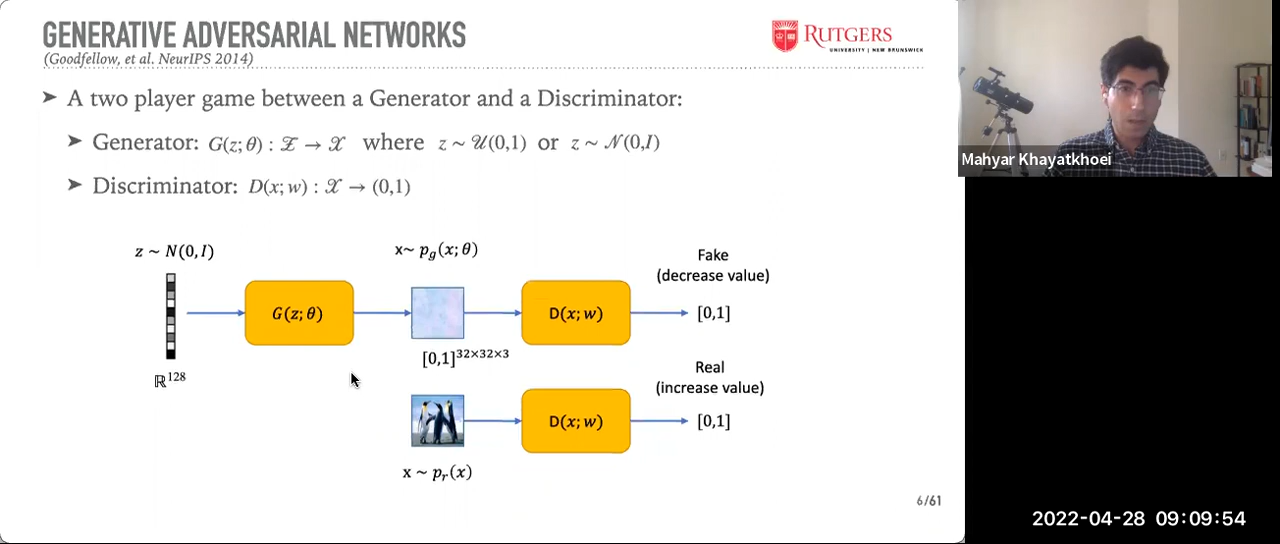 GENERATIVE ADVERSARIAL NETWORKS
(Goodfellow, et al. NeurIPS 2014)
RUTGERS
UNIVERSITY | NEW BRUNSWICK
➤ A two player game between a Generator and a Discriminator:
➤ Generator: G(z; θ) : 𝒵 → 𝒳 where z ~ 𝒰(0,1) or z ~ 𝒩(0,I)
➤ Discriminator: D(x; w) : 𝒳 → (0,1)
z ~ N(0, I)
x~ p_g(x; θ)
Fake
(decrease value)
G(z; θ)
D(x; w)
[0,1]
[0,1]^{32×32×3}
ℝ^{128}
Real
(increase value)
D(x; w)
[0,1]
x ~ p_r(x)
6/61
Mahyar Khayatkhoei
2022-04-28 09:09:54